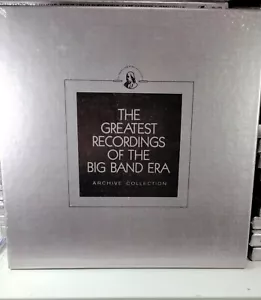 THE
GREATEST
RECORDINGS
OF THE
BIG BAND ERA
ARCHIVE COLLECTION